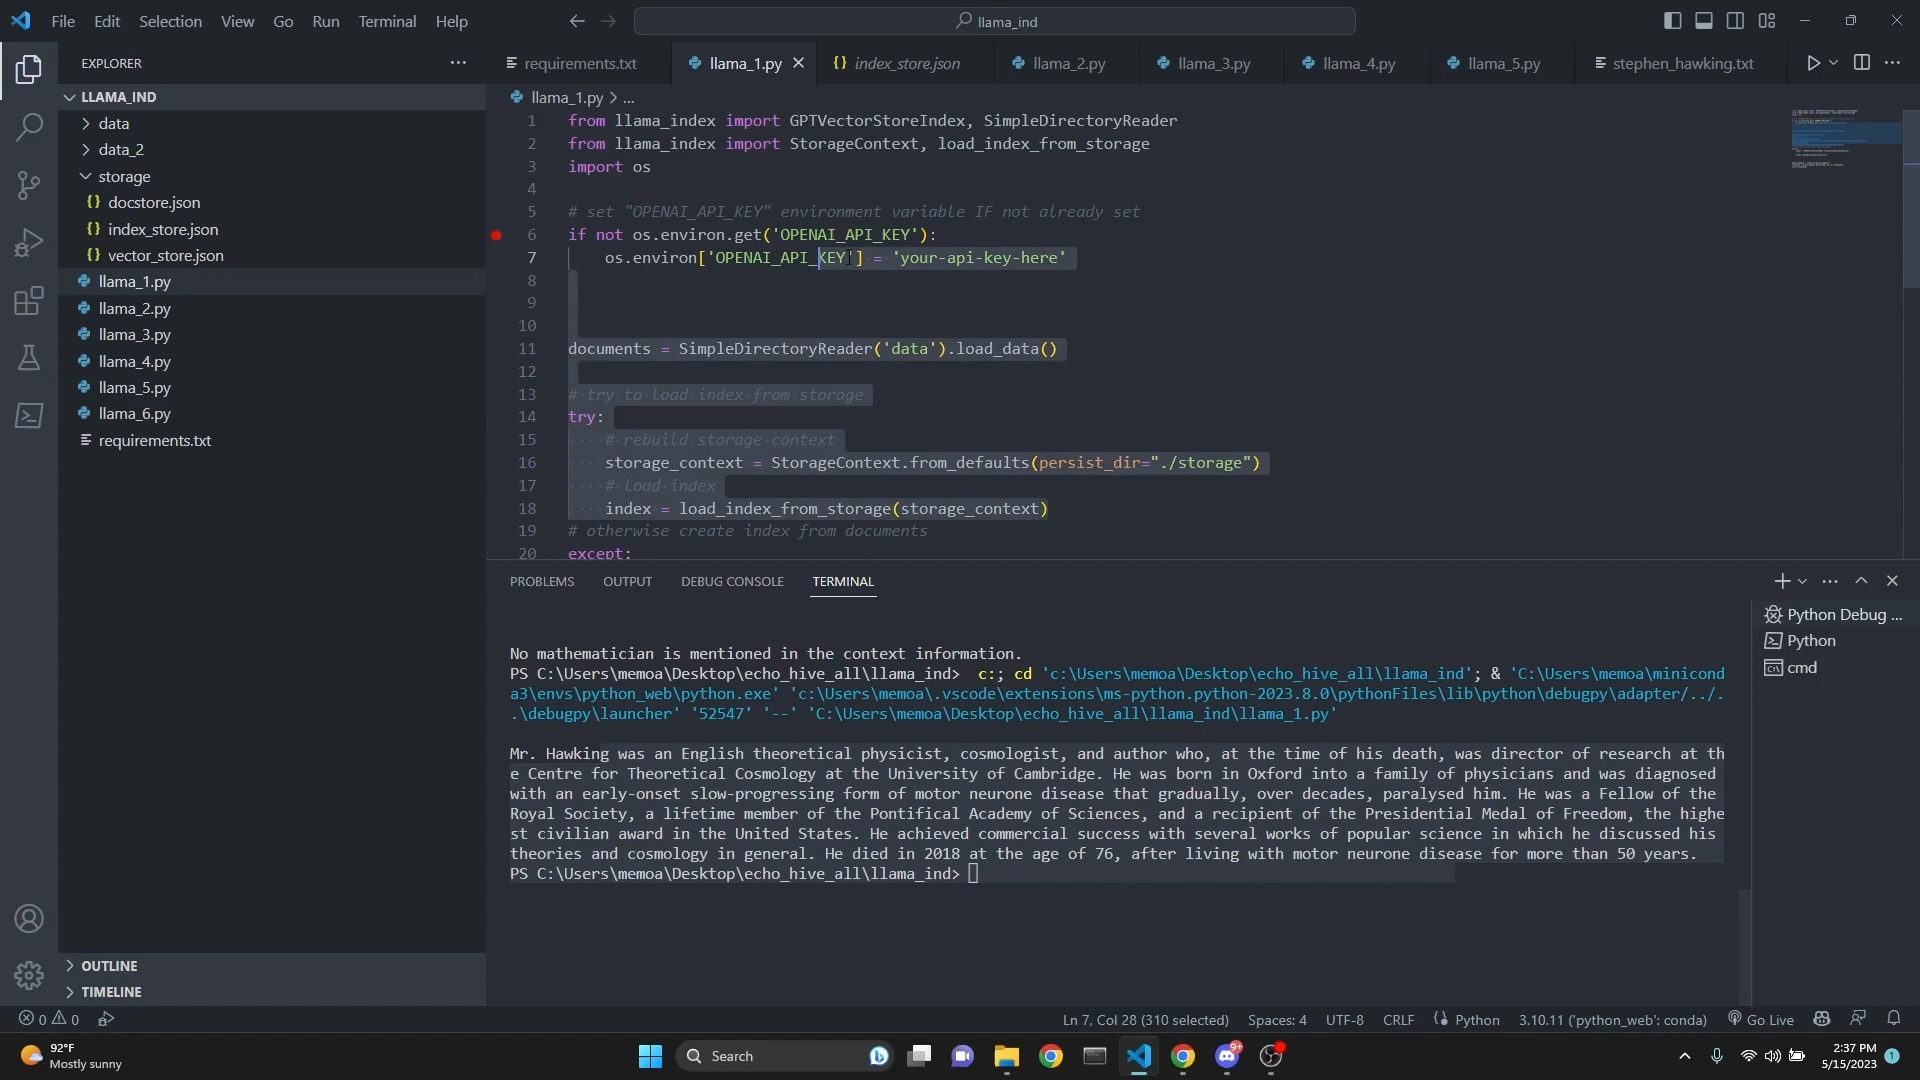 File Edit Selection View Go Run Terminal Help
llama_ind
EXPLORER
LLAMA_IND
data
data_2
storage
docstore.json
index_store.json
vector_store.json
llama_1.py
llama_2.py
llama_3.py
llama_4.py
llama_5.py
llama_6.py
requirements.txt
OUTLINE
TIMELINE
requirements.txt llama_1.py index_store.json llama_2.py llama_3.py llama_4.py llama_5.py stephen_hawking.txt
llama_1.py > ...
1 from llama_index import GPTVectorStoreIndex, SimpleDirectoryReader
2 from llama_index import StorageContext, load_index_from_storage
3 import os
4
5 # set "OPENAI_API_KEY" environment variable IF not already set
6 if not os.environ.get('OPENAI_API_KEY'):
7 os.environ['OPENAI_API_KEY'] = 'your-api-key-here'
8
9
10
11 documents = SimpleDirectoryReader('data').load_data()
12
13 # try to load index from storage
14 try:
15 # rebuild storage context
16 storage_context = StorageContext.from_defaults(persist_dir="./storage")
17 # load index
18 index = load_index_from_storage(storage_context)
19 # otherwise create index from documents
20 except:
PROBLEMS OUTPUT DEBUG CONSOLE TERMINAL
No mathematician is mentioned in the context information.
PS C:\Users\memoa\Desktop\echo_hive_all\llama_ind> c:; cd 'c:\Users\memoa\Desktop\echo_hive_all\llama_ind'; & 'C:\Users\memoa\minicond
a3\envs\python_web\python.exe' 'c:\Users\memoa\.vscode\extensions\ms-python.python-2023.8.0\pythonFiles\lib\python\debugpy\adapter/../.
.\debugpy\launcher' '52547' '--' 'C:\Users\memoa\Desktop\echo_hive_all\llama_ind\llama_1.py'
Mr. Hawking was an English theoretical physicist, cosmologist, and author who, at the time of his death, was director of research at th
e Centre for Theoretical Cosmology at the University of Cambridge. He was born in Oxford into a family of physicians and was diagnosed
with an early-onset slow-progressing form of motor neurone disease that gradually, over decades, paralysed him. He was a Fellow of the
Royal Society, a lifetime member of the Pontifical Academy of Sciences, and a recipient of the Presidential Medal of Freedom, the highe
st civilian award in the United States. He achieved commercial success with several works of popular science in which he discussed his
theories and cosmology in general. He died in 2018 at the age of 76, after living with motor neurone disease for more than 50 years.
PS C:\Users\memoa\Desktop\echo_hive_all\llama_ind>
Python Debug ...
Python
cmd
0 0 Ln 7, Col 28 (310 selected) Spaces: 4 UTF-8 CRLF Python 3.10.11 ('python_web': conda) Go Live
92°F
Mostly sunny
Search
9+
2:37 PM
5/15/2023
1